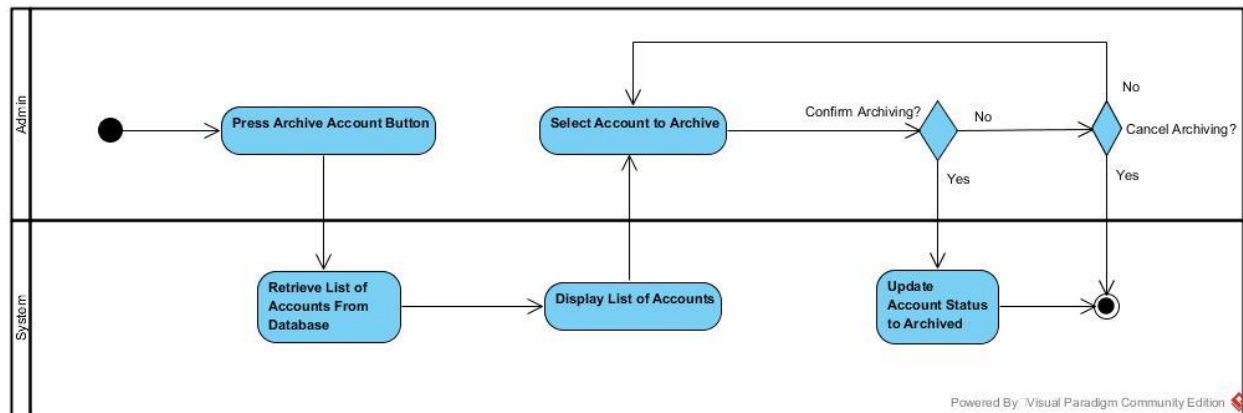 Admin
Press Archive Account Button
Select Account to Archive
Confirm Archiving?
No
No
Cancel Archiving?
Yes
Yes
System
Retrieve List of
Accounts From
Database
Display List of Accounts
Update
Account Status
to Archived
Powered By Visual Paradigm Community Edition